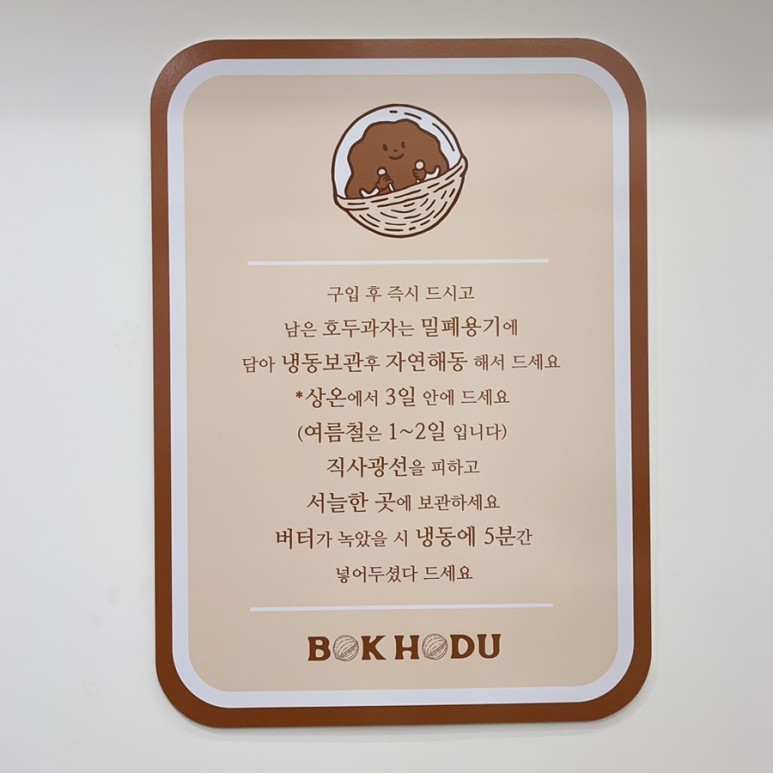 구입 후 즉시 드시고
남은 호두과자는 밀폐용기에
담아 냉동보관후 자연해동 해서 드세요
*상온에서 3일 안에 드세요
(여름철은 1~2일 입니다)
직사광선을 피하고
서늘한 곳에 보관하세요
버터가 녹았을 시 냉동에 5분간
넣어두셨다 드세요
BOK HODU